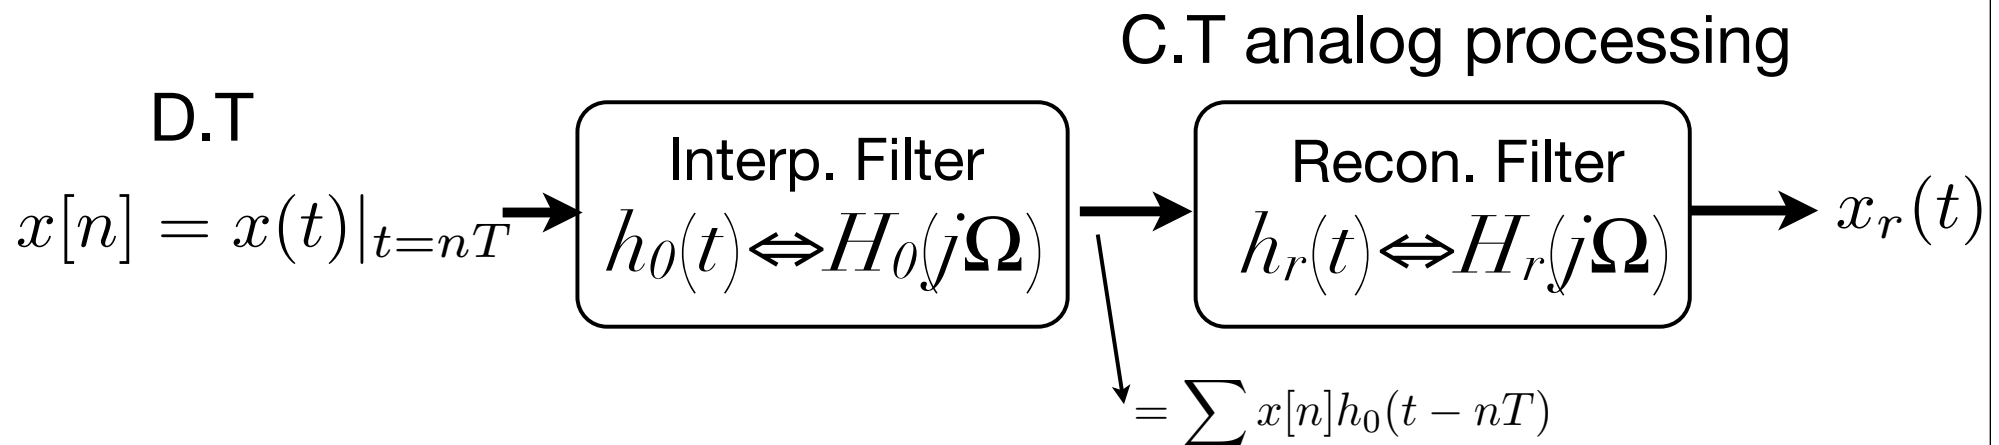 C.T analog processing
D.T
Interp. Filter
Recon. Filter
x[n] = x(t)|_{t=nT}
h_0(t)⇔H_0(jΩ)
h_r(t)⇔H_r(jΩ)
x_r(t)
= ∑ x[n]h_0(t − nT)